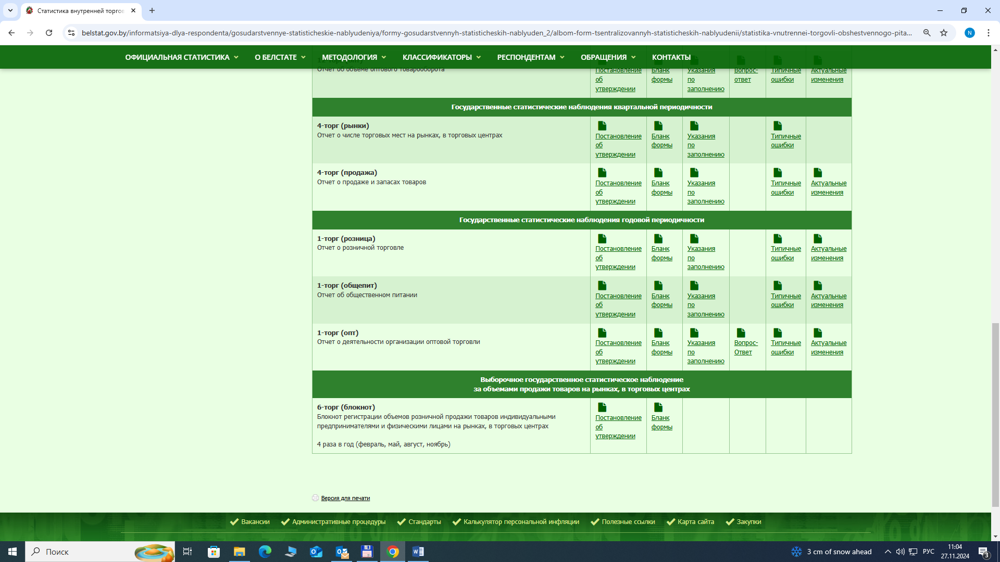 Статистика внутренней торгов
belstat.gov.by/informatsiya-dlya-respondenta/gosudarstvennye-statisticheskie-nablyudeniya/formy-gosudarstvennyh-statisticheskih-nablyuden_2/albom-form-tsentralizovannyh-statisticheskih-nablyudenii/statistika-vnutrennei-torgovli-obshestvennogo-pita...
N
ОФИЦИАЛЬНАЯ СТАТИСТИКА О БЕЛСТАТЕ МЕТОДОЛОГИЯ КЛАССИФИКАТОРЫ РЕСПОНДЕНТАМ ОБРАЩЕНИЯ КОНТАКТЫ
Отчет об объеме оптового товарооборота
Постановление об утверждении
Бланк формы
Указания по заполнению
Вопрос-ответ
Типичные ошибки
Актуальные изменения
Государственные статистические наблюдения квартальной периодичности
4-торг (рынки)
Отчет о числе торговых мест на рынках, в торговых центрах
Постановление об утверждении
Бланк формы
Указания по заполнению
Типичные ошибки
4-торг (продажа)
Отчет о продаже и запасах товаров
Постановление об утверждении
Бланк формы
Указания по заполнению
Типичные ошибки
Актуальные изменения
Государственные статистические наблюдения годовой периодичности
1-торг (розница)
Отчет о розничной торговле
Постановление об утверждении
Бланк формы
Указания по заполнению
Типичные ошибки
Актуальные изменения
1-торг (общепит)
Отчет об общественном питании
Постановление об утверждении
Бланк формы
Указания по заполнению
Типичные ошибки
Актуальные изменения
1-торг (опт)
Отчет о деятельности организации оптовой торговли
Постановление об утверждении
Бланк формы
Указания по заполнению
Вопрос-Ответ
Типичные ошибки
Актуальные изменения
Выборочное государственное статистическое наблюдение
за объемами продажи товаров на рынках, в торговых центрах
6-торг (блокнот)
Блокнот регистрации объемов розничной продажи товаров индивидуальными
предпринимателями и физическими лицами на рынках, в торговых центрах
4 раза в год (февраль, май, август, ноябрь)
Постановление об утверждении
Бланк формы
Версия для печати
Вакансии Административные процедуры Стандарты Калькулятор персональной инфляции Полезные ссылки Карта сайта Закупки
Поиск
3 cm of snow ahead
РУС
11:04
27.11.2024
3